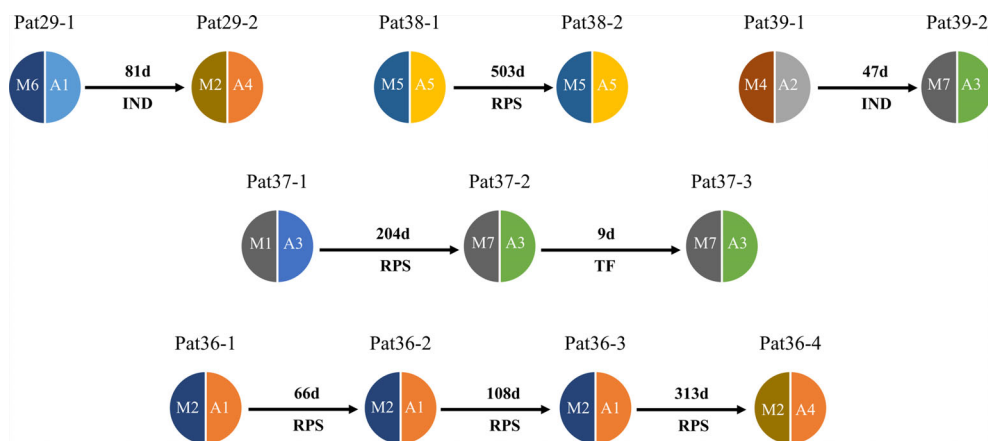 Pat29-1 Pat29-2 Pat38-1 Pat38-2 Pat39-1 Pat39-2
M6 A1 81d IND M2 A4 M5 A5 503d RPS M5 A5 M4 A2 47d IND M7 A3
Pat37-1 Pat37-2 Pat37-3
M1 A3 204d RPS M7 A3 9d TF M7 A3
Pat36-1 Pat36-2 Pat36-3 Pat36-4
M2 A1 66d RPS M2 A1 108d RPS M2 A1 313d RPS M2 A4